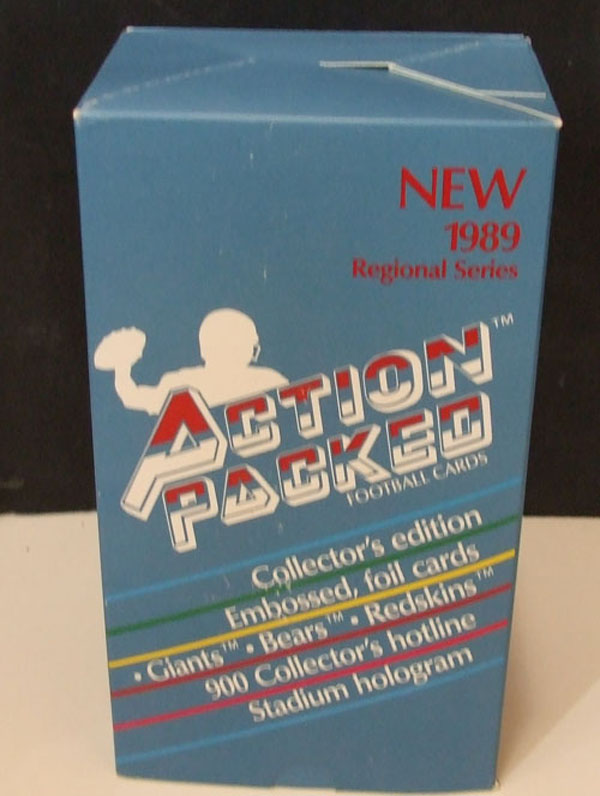 NEW
1989
Regional Series
ACTION™
PACKED
FOOTBALL CARDS
Collector's edition
Embossed, foil cards
• Giants™ • Bears™ • Redskins™
900 Collector's hotline
Stadium hologram